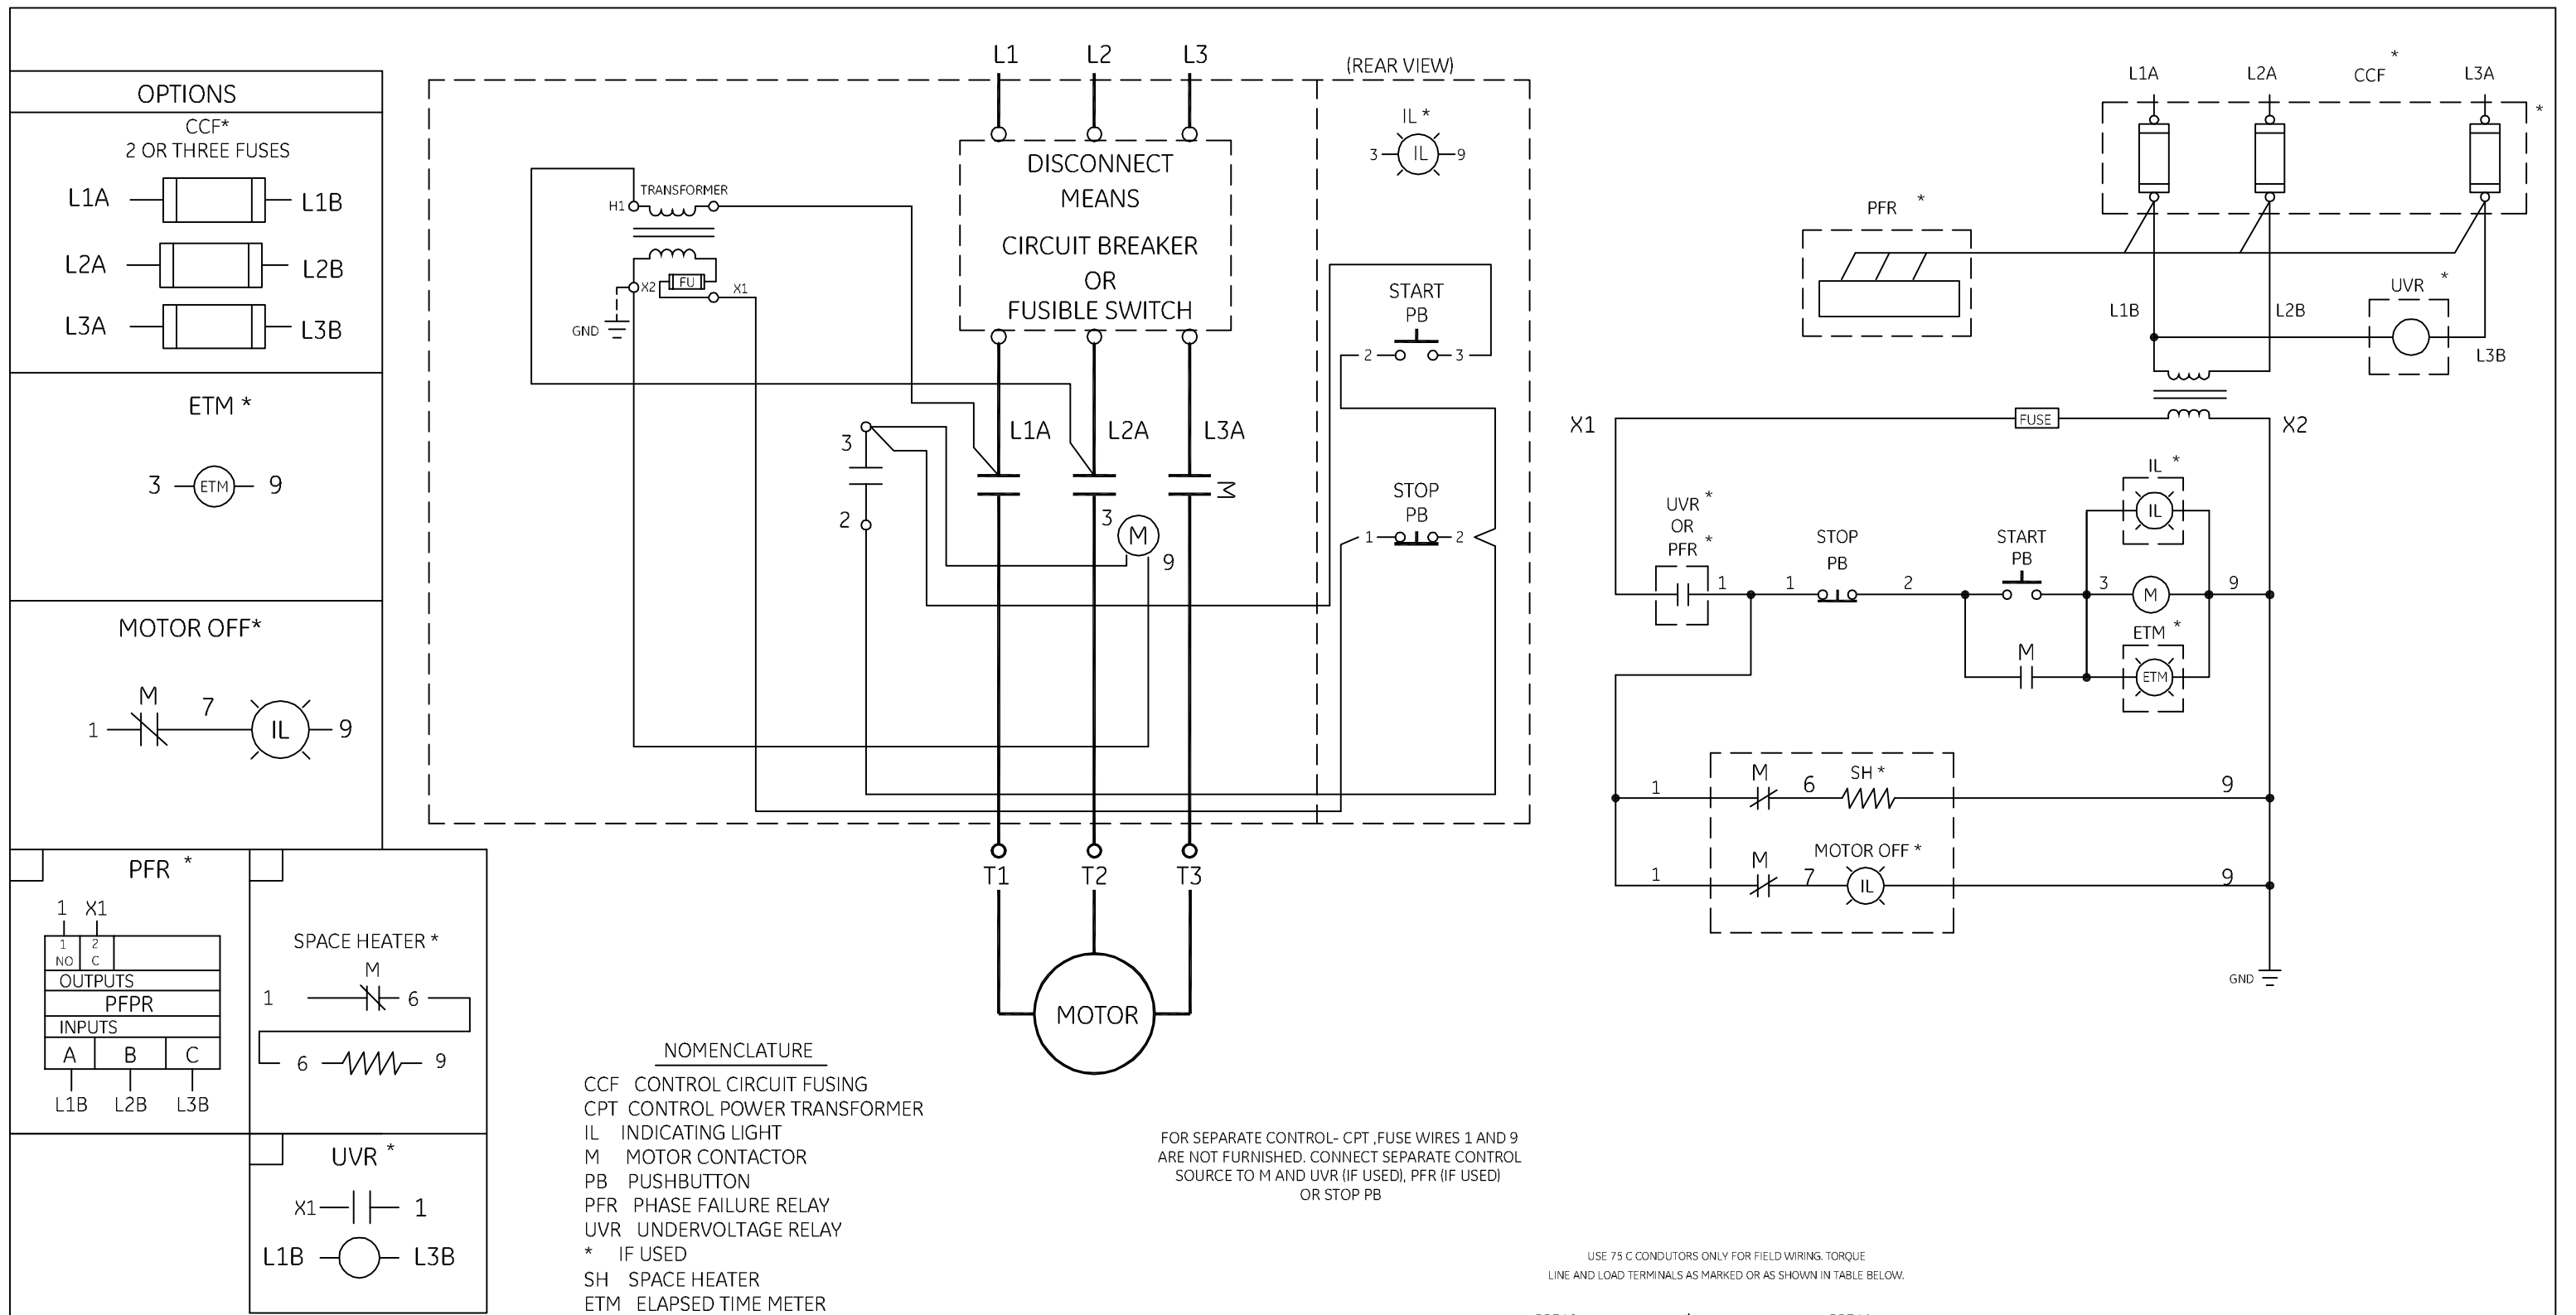 OPTIONS
CCF*
2 OR THREE FUSES
L1A L1B
L2A L2B
L3A L3B
ETM *
3 ETM 9
MOTOR OFF*
M
7
1 IL 9
PFR *
1 X1
1 2
NO C
OUTPUTS
PFPR
INPUTS
A B C
L1B L2B L3B
SPACE HEATER *
M
1 6
6 9
UVR *
X1 1
L1B L3B
L1 L2 L3
(REAR VIEW)
IL *
3 IL 9
DISCONNECT
MEANS
CIRCUIT BREAKER
OR
FUSIBLE SWITCH
TRANSFORMER
H1
FU
X2 X1
GND
START
PB
2 3
L1A L2A L3A
3
2
M
3
M
9
STOP
PB
1 2
T1 T2 T3
MOTOR
NOMENCLATURE
CCF CONTROL CIRCUIT FUSING
CPT CONTROL POWER TRANSFORMER
IL INDICATING LIGHT
M MOTOR CONTACTOR
PB PUSHBUTTON
PFR PHASE FAILURE RELAY
UVR UNDERVOLTAGE RELAY
* IF USED
SH SPACE HEATER
ETM ELAPSED TIME METER
FOR SEPARATE CONTROL- CPT ,FUSE WIRES 1 AND 9
ARE NOT FURNISHED. CONNECT SEPARATE CONTROL
SOURCE TO M AND UVR (IF USED), PFR (IF USED)
OR STOP PB
L1A L2A CCF * L3A
*
PFR *
UVR *
L1B L2B
L3B
X1 FUSE X2
IL *
IL
UVR *
OR
PFR *
STOP
PB
START
PB
1 1 2 3 M 9
ETM *
M
ETM
M SH *
1 6 9
MOTOR OFF *
M
1 7 IL 9
GND
USE 75 C CONDUTORS ONLY FOR FIELD WIRING. TORQUE
LINE AND LOAD TERMINALS AS MARKED OR AS SHOWN IN TABLE BELOW.